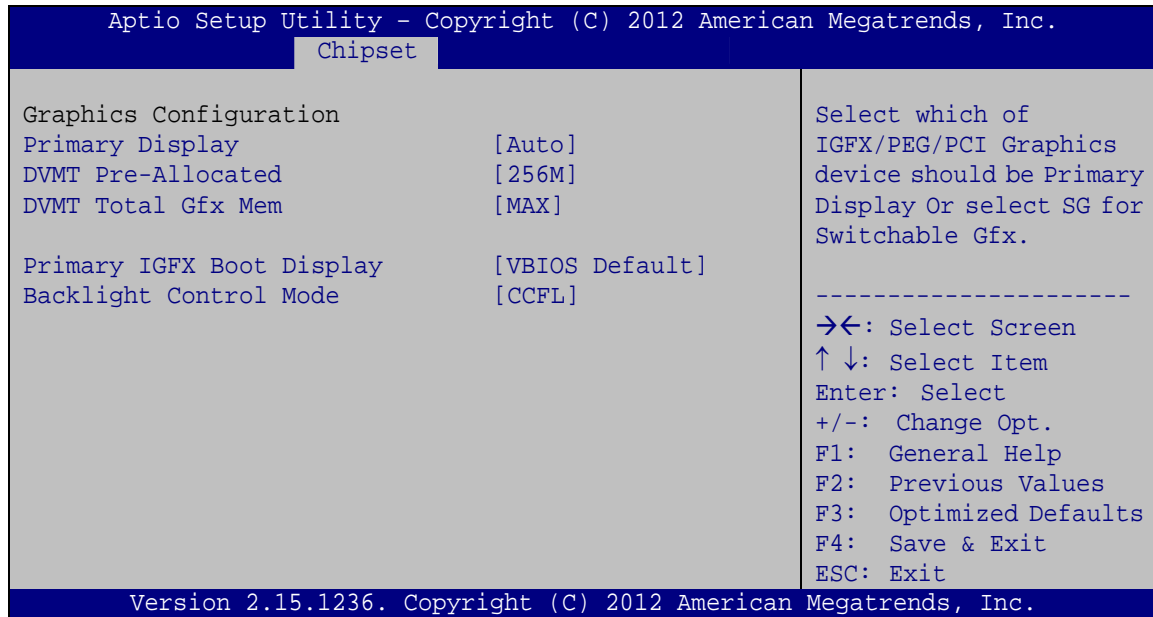 Aptio Setup Utility – Copyright (C) 2012 American Megatrends, Inc.
Chipset
Graphics Configuration
Primary Display [Auto]
DVMT Pre-Allocated [256M]
DVMT Total Gfx Mem [MAX]
Primary IGFX Boot Display [VBIOS Default]
Backlight Control Mode [CCFL]
Select which of
IGFX/PEG/PCI Graphics
device should be Primary
Display Or select SG for
Switchable Gfx.
----------------------
→←: Select Screen
↑ ↓: Select Item
Enter: Select
+/-: Change Opt.
F1: General Help
F2: Previous Values
F3: Optimized Defaults
F4: Save & Exit
ESC: Exit
Version 2.15.1236. Copyright (C) 2012 American Megatrends, Inc.